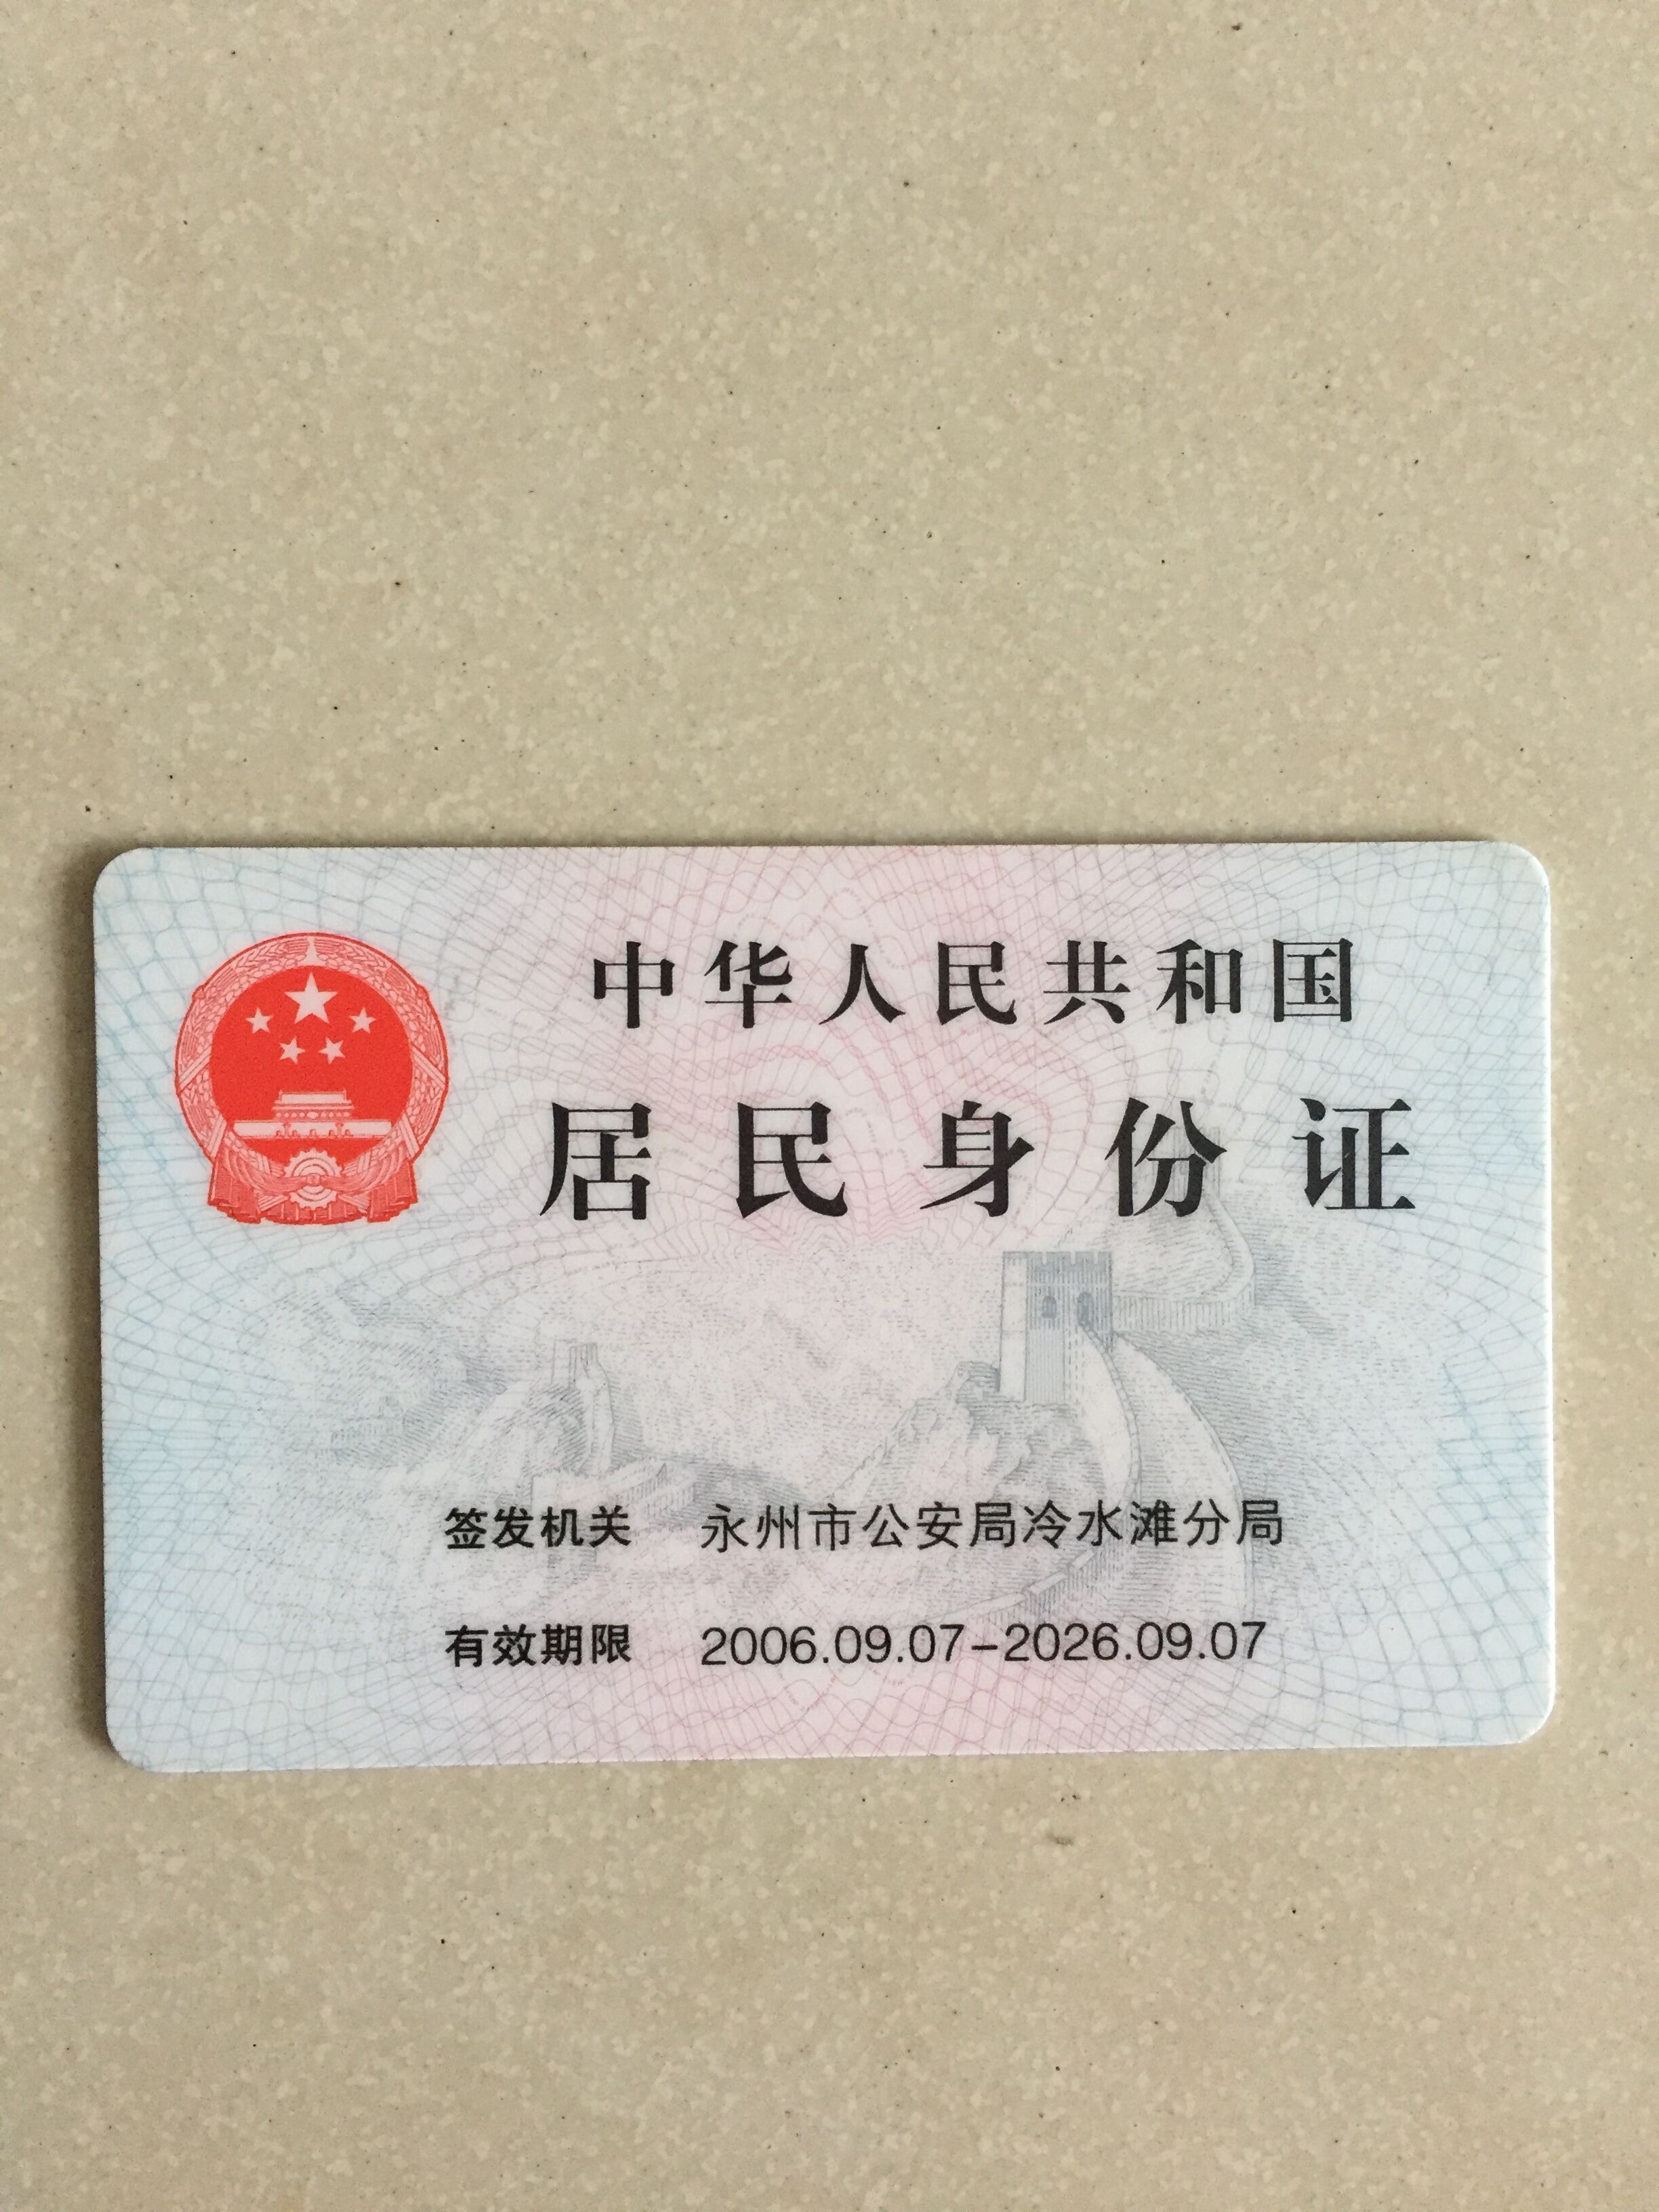 中华人民共和国
居民身份证
签发机关 永州市公安局冷水滩分局
有效期限 2006.09.07-2026.09.07